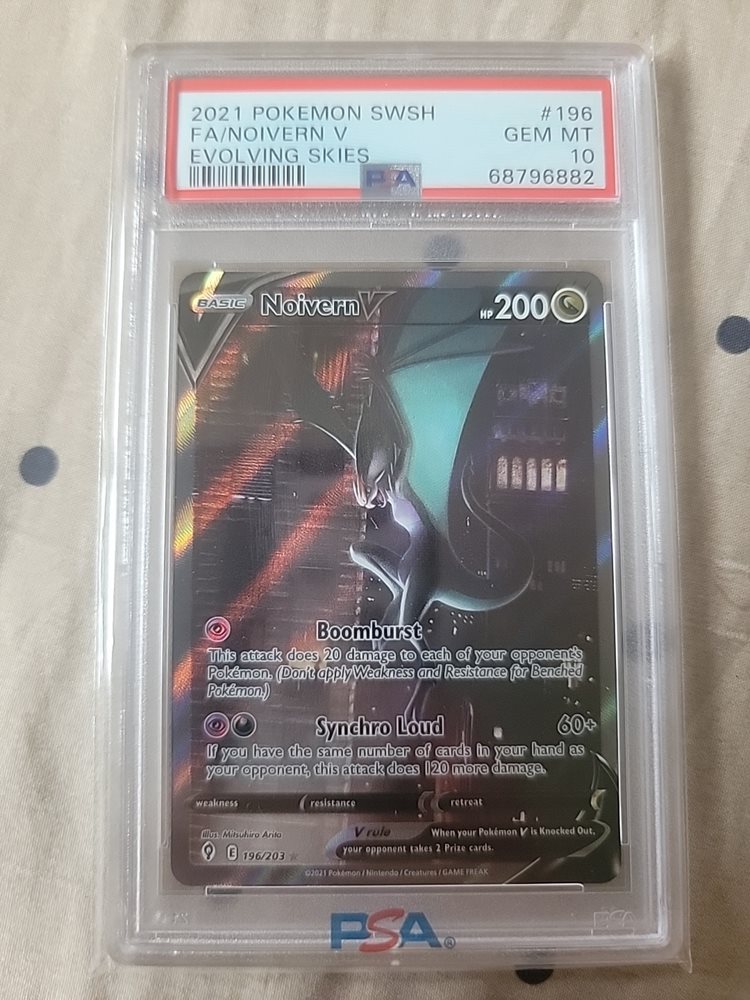 2021 POKEMON SWSH #196
FA/NOIVERN V GEM MT
EVOLVING SKIES 10
PSA 68796882
BASIC Noivern V HP 200
Boomburst
This attack does 20 damage to each of your opponent's
Pokémon. (Don't apply Weakness and Resistance for Benched
Pokémon.)
Synchro Loud 60+
If you have the same number of cards in your hand as
your opponent, this attack does 120 more damage.
weakness resistance retreat
Illus. Mitsuhiro Arita V rule When your Pokémon V is Knocked Out,
your opponent takes 2 Prize cards.
E 196/203
©2021 Pokémon / Nintendo / Creatures / GAME FREAK
PSA®